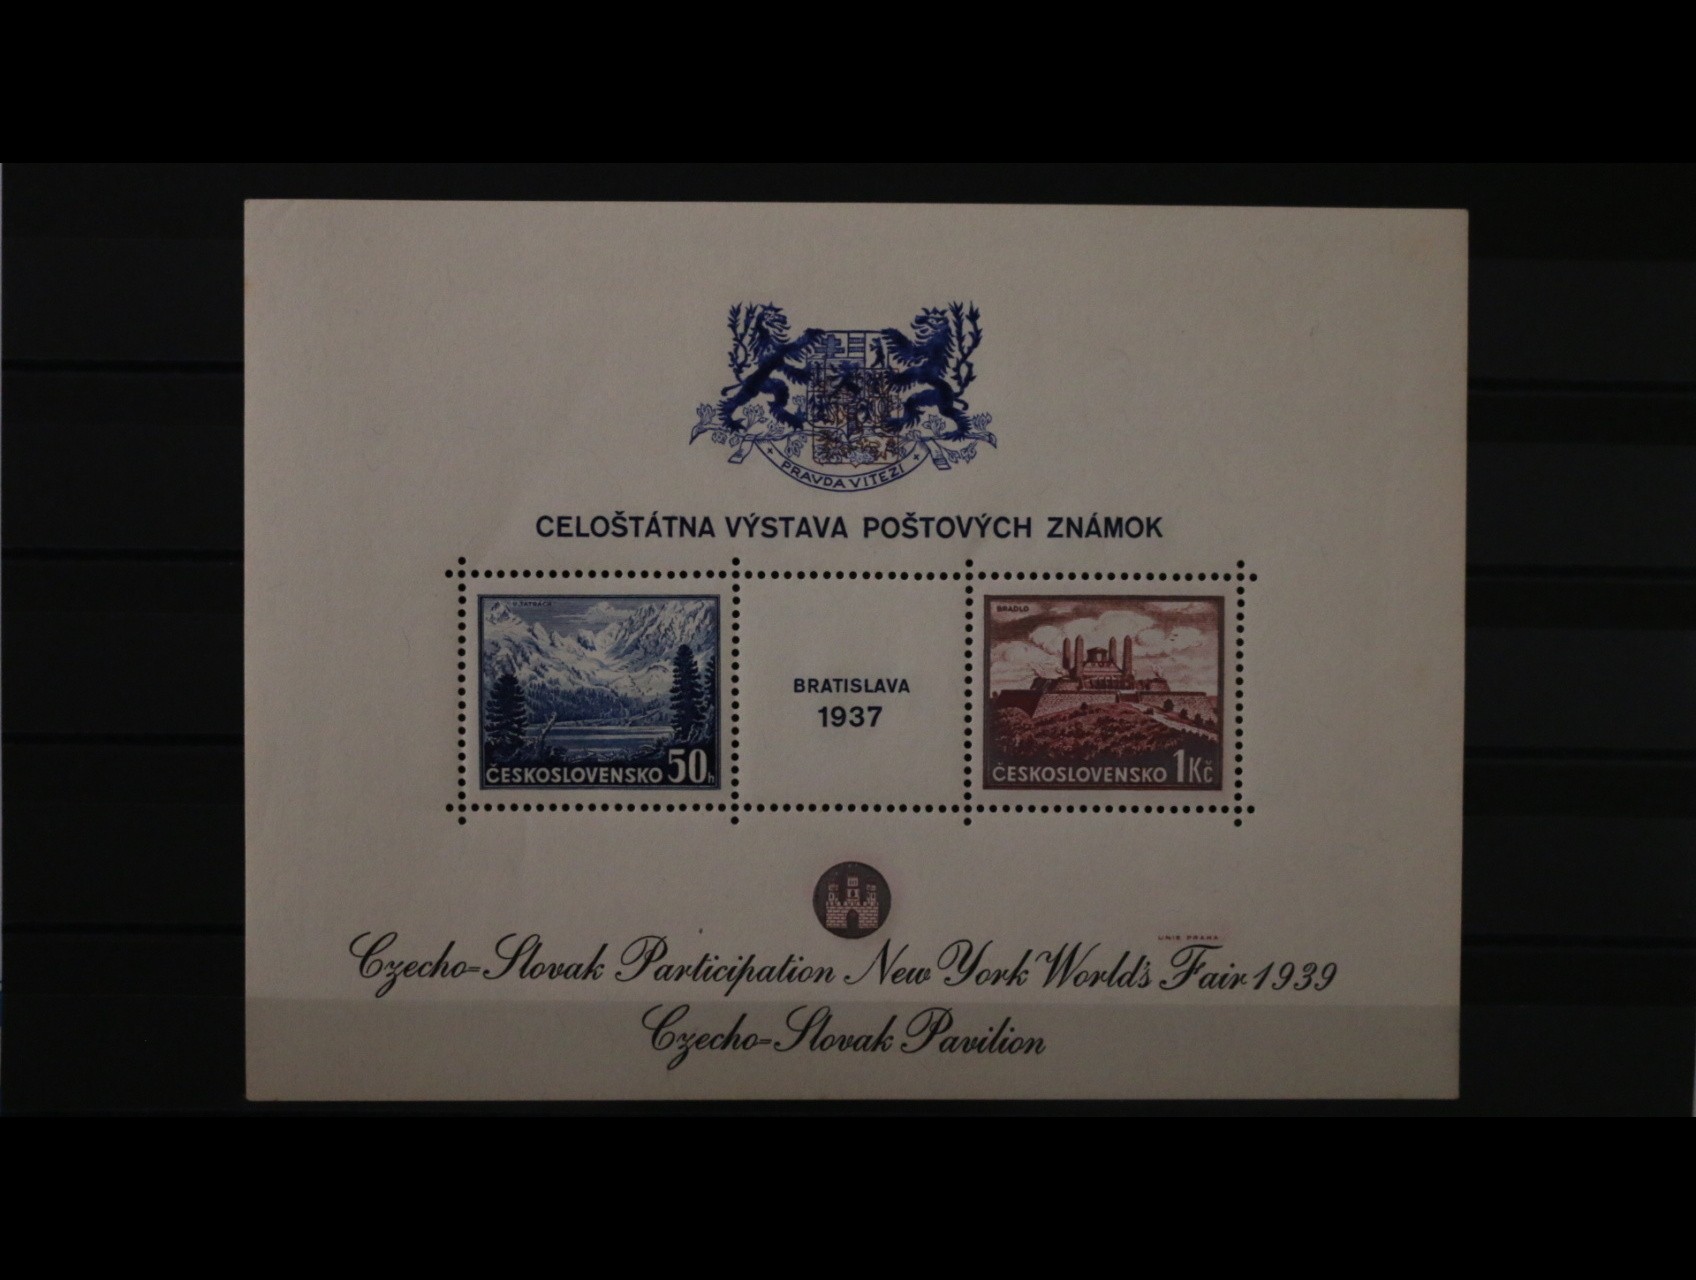 PRAVDA VÍTĚZÍ
CELOŠTÁTNA VÝSTAVA POŠTOVÝCH ZNÁMOK
V. TATRÁCH
ČESKOSLOVENSKO 50h
BRATISLAVA
1937
BRADLO
ČESKOSLOVENSKO 1Kč
UNIE PRAHA
Czecho-Slovak Participation New York World's Fair 1939
Czecho-Slovak Pavilion